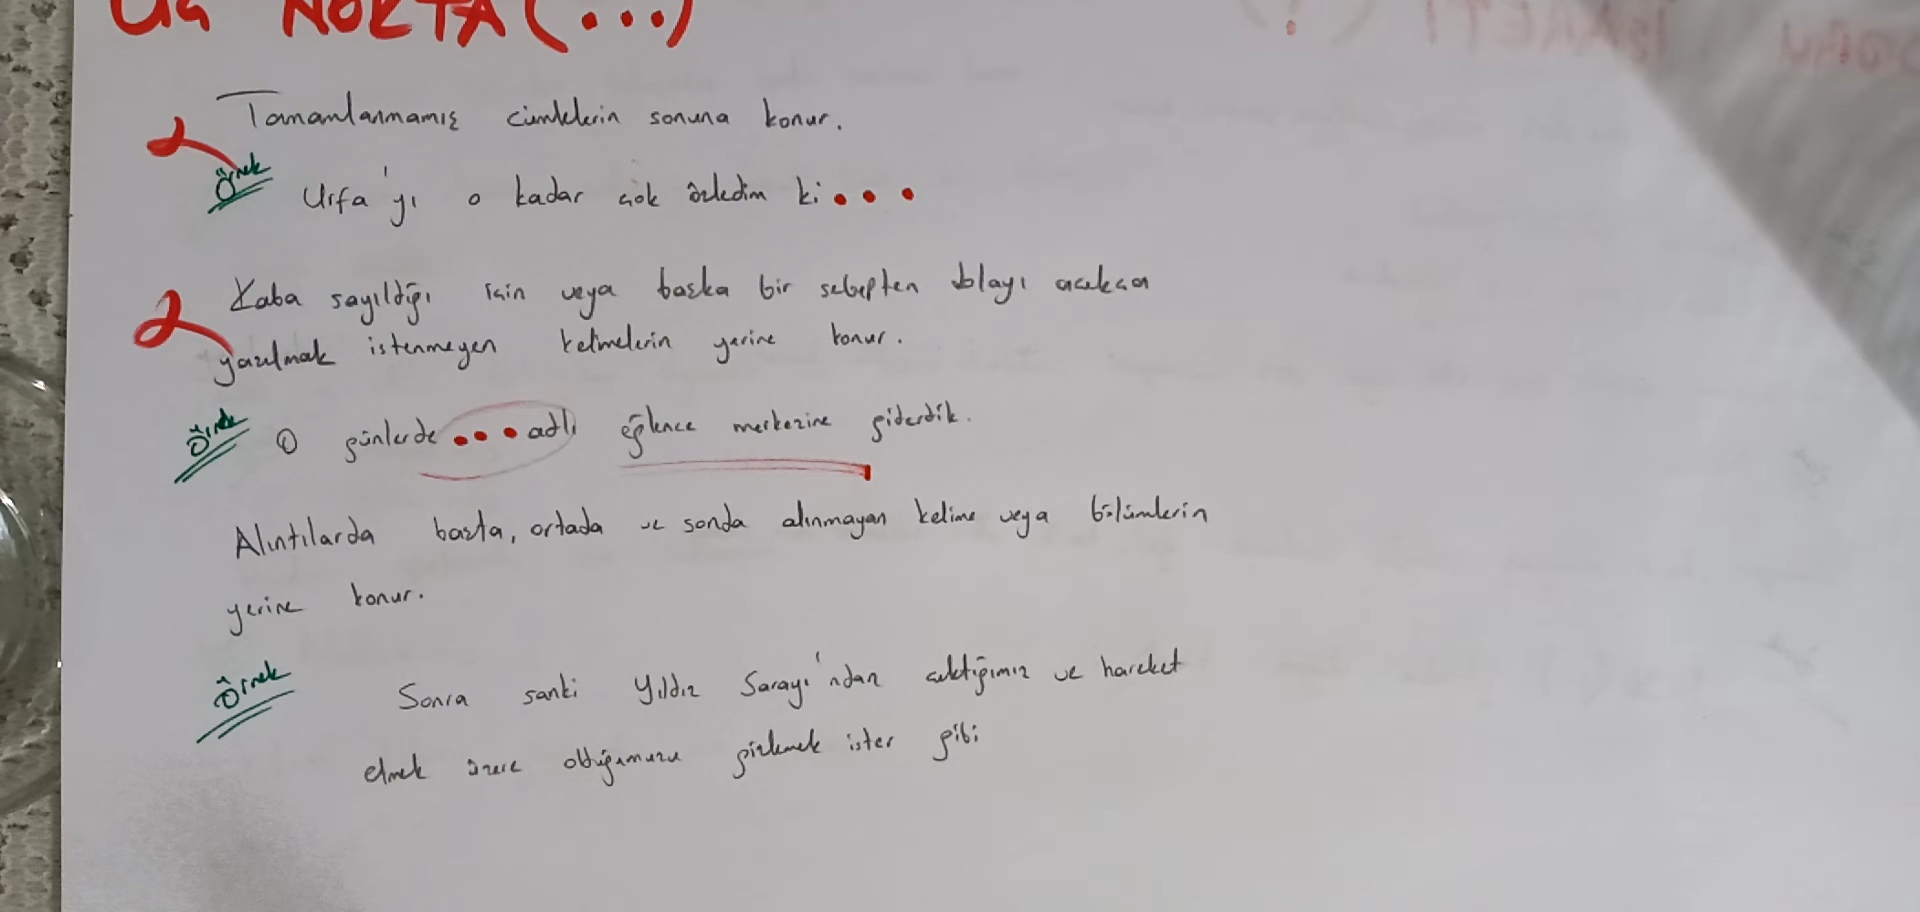 ÜÇ NOKTA (...)
Tamamlanmamış cümlelerin sonuna konur.
Örnek Urfa'yı o kadar çok özledim ki...
Kaba sayıldığı için veya başka bir sebepten dolayı açıkça
yazılmak istenmeyen kelimelerin yerine konur.
Örnek O günlerde ... adlı eğlence merkezine giderdik.
Alıntılarda başta, ortada ve sonda alınmayan kelime veya bölümlerin
yerine konur.
Örnek Sonra sanki Yıldız Sarayı'ndan çıktığımız ve hareket
etmek üzere olduğumuzu gizlemek ister gibi